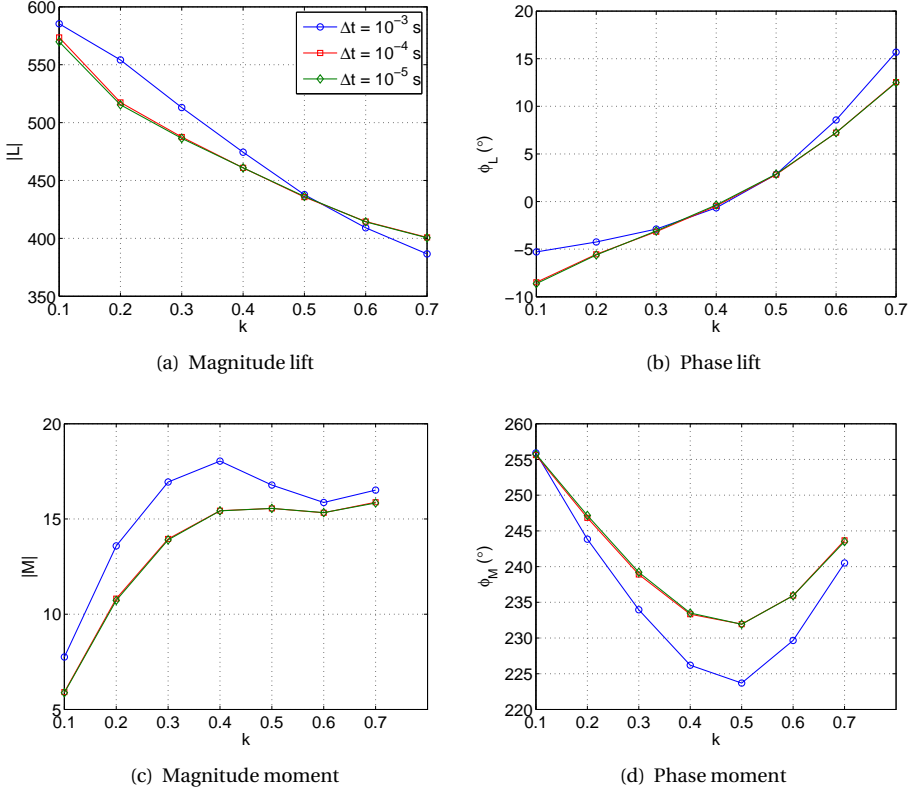 600
550
500
450
400
350
|L|
0.1 0.2 0.3 0.4 0.5 0.6 0.7
k
Δt = 10⁻³ s
Δt = 10⁻⁴ s
Δt = 10⁻⁵ s
(a) Magnitude lift
20
15
10
5
0
−5
−10
ϕ_L (°)
0.1 0.2 0.3 0.4 0.5 0.6 0.7
k
(b) Phase lift
20
15
10
5
|M|
0.1 0.2 0.3 0.4 0.5 0.6 0.7
k
(c) Magnitude moment
260
255
250
245
240
235
230
225
220
ϕ_M (°)
0.1 0.2 0.3 0.4 0.5 0.6 0.7
k
(d) Phase moment